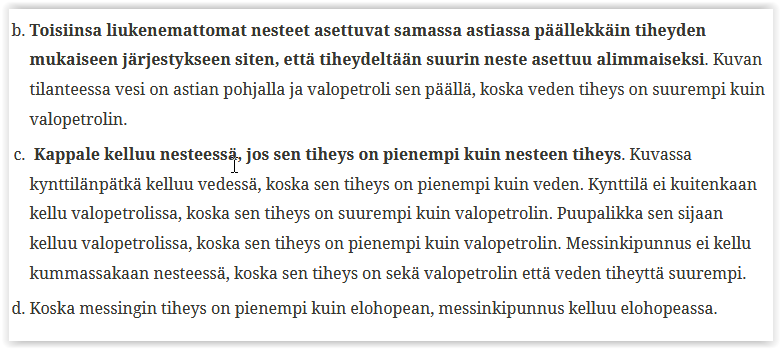 b. Toisiinsa liukenemattomat nesteet asettuvat samassa astiassa päällekkäin tiheyden
mukaiseen järjestykseen siten, että tiheydeltään suurin neste asettuu alimmaiseksi. Kuvan
tilanteessa vesi on astian pohjalla ja valopetroli sen päällä, koska veden tiheys on suurempi kuin
valopetrolin.
c. Kappale kelluu nesteessä, jos sen tiheys on pienempi kuin nesteen tiheys. Kuvassa
kynttilänpätkä kelluu vedessä, koska sen tiheys on pienempi kuin veden. Kynttilä ei kuitenkaan
kellu valopetrolissa, koska sen tiheys on suurempi kuin valopetrolin. Puupalikka sen sijaan
kelluu valopetrolissa, koska sen tiheys on pienempi kuin valopetrolin. Messinkipunnus ei kellu
kummassakaan nesteessä, koska sen tiheys on sekä valopetrolin että veden tiheyttä suurempi.
d. Koska messingin tiheys on pienempi kuin elohopean, messinkipunnus kelluu elohopeassa.